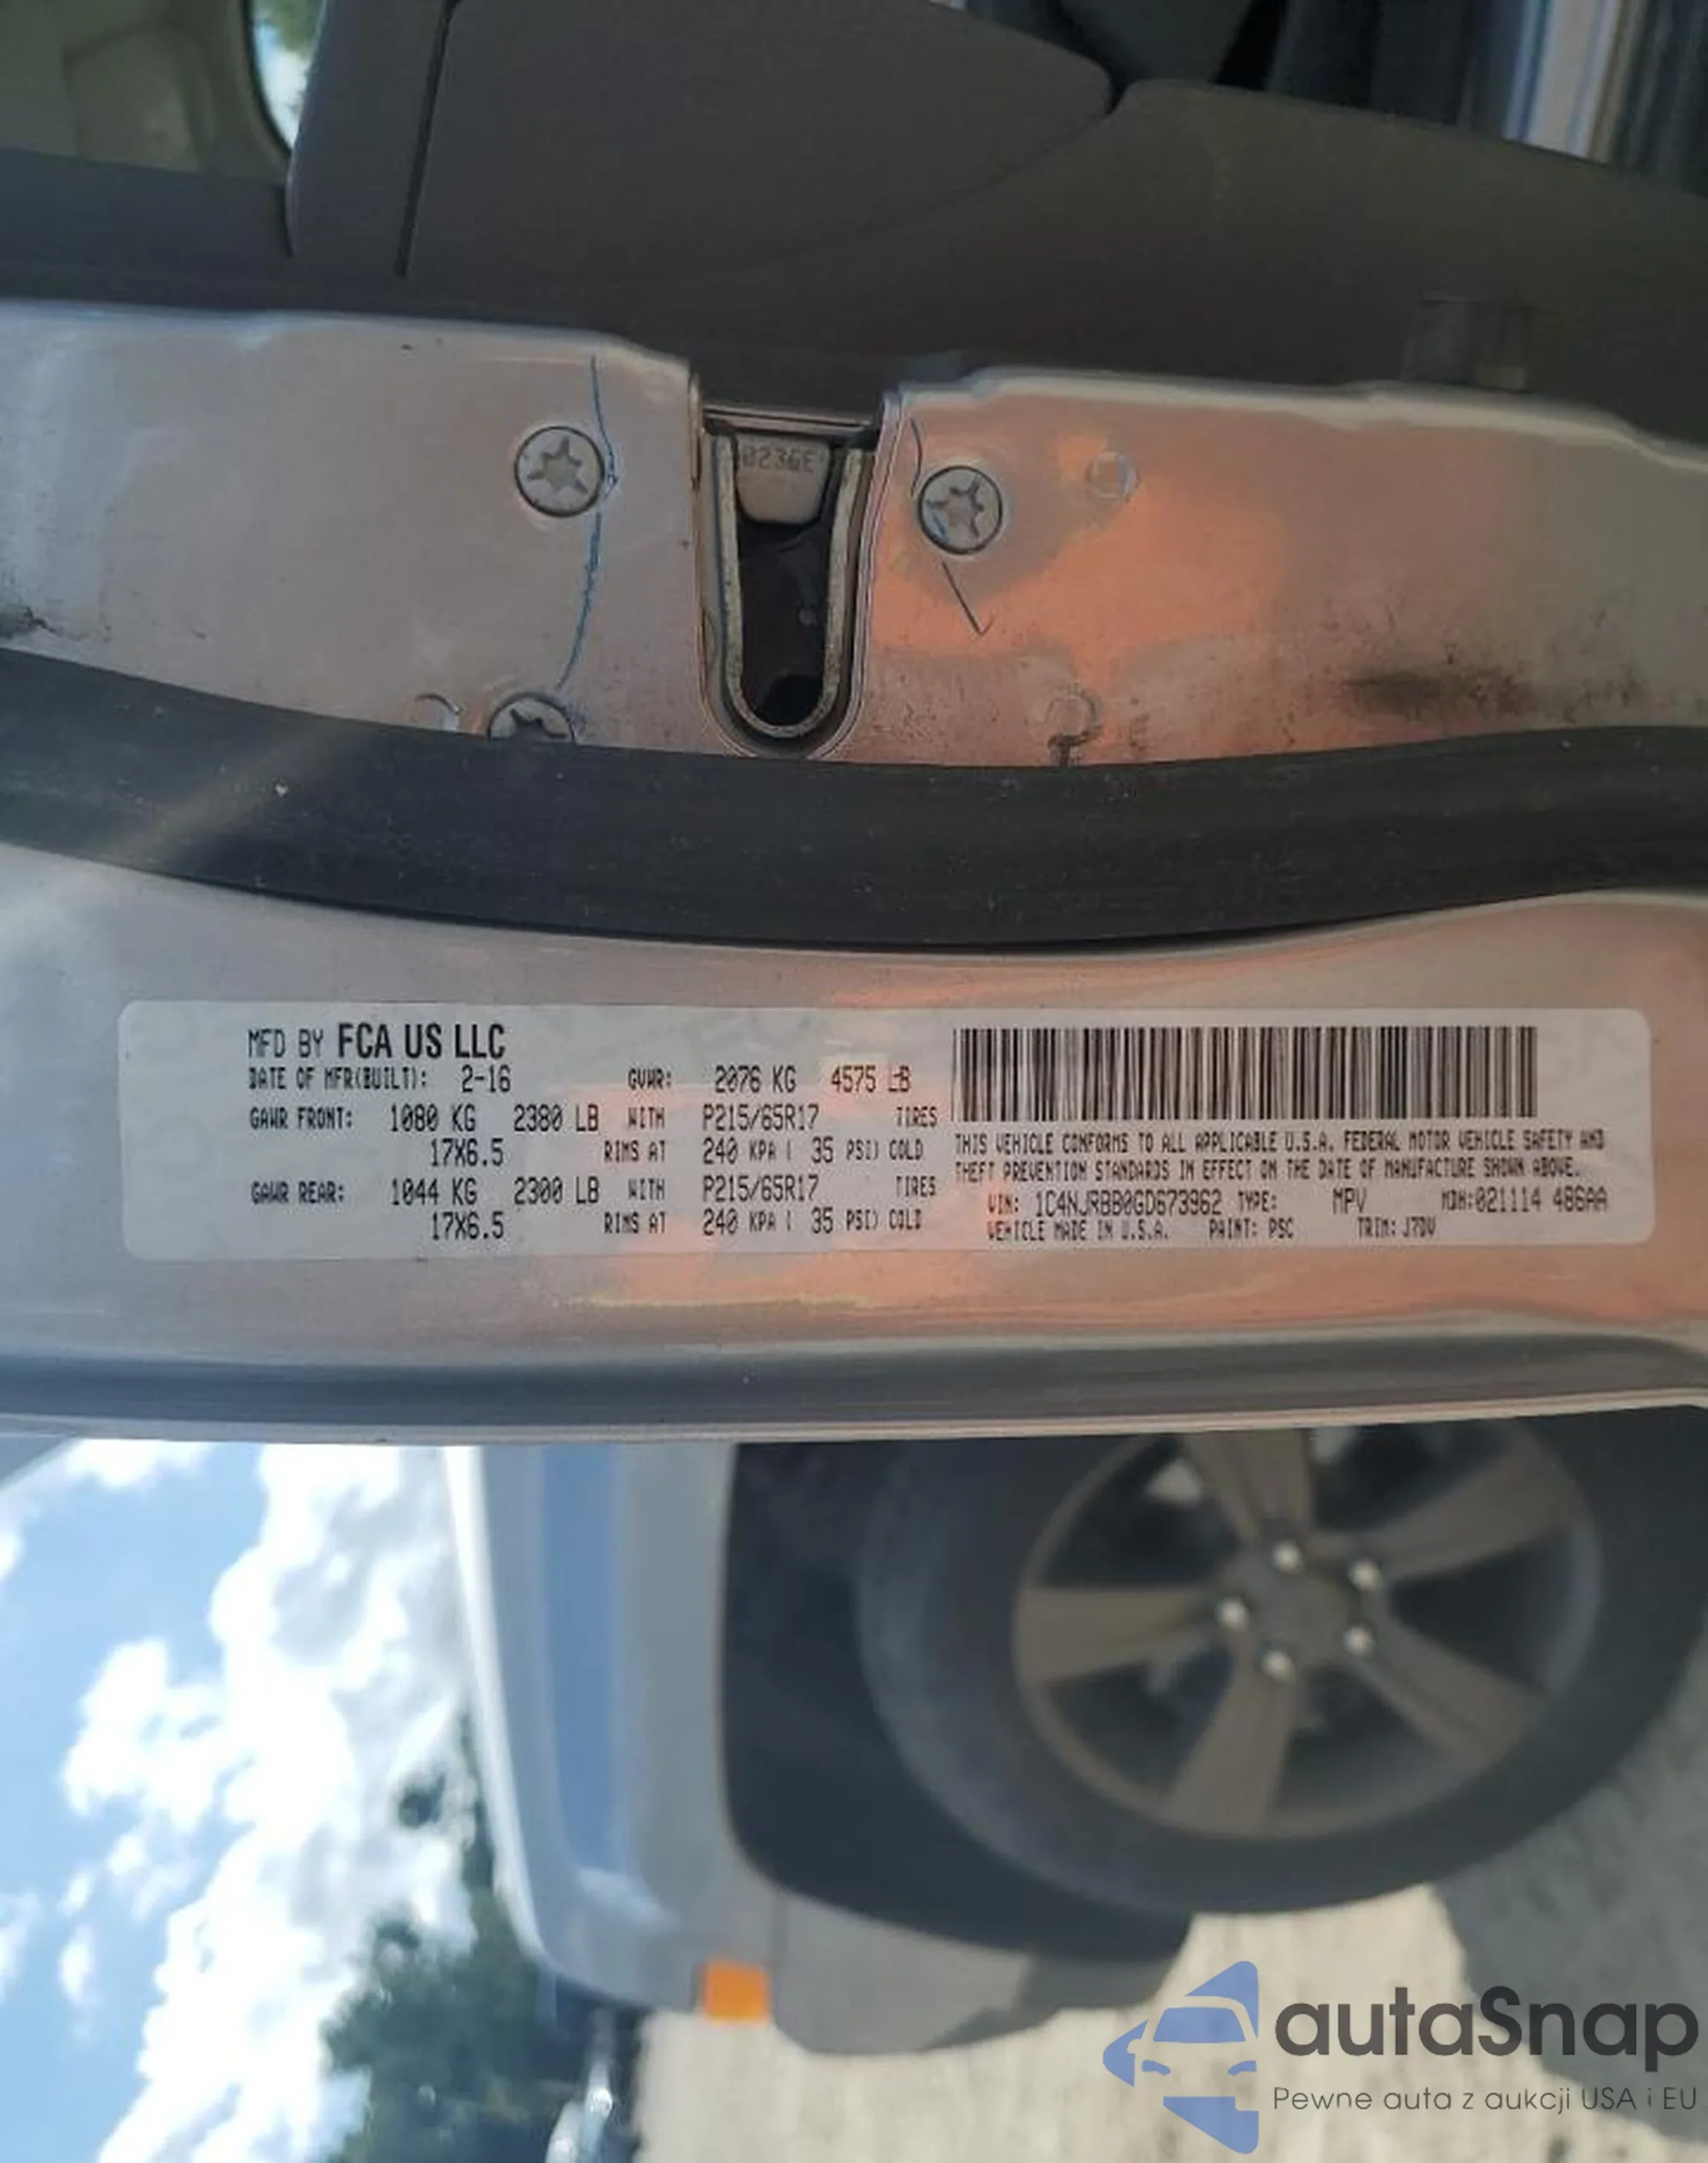 0236E
MFD BY FCA US LLC
DATE OF MFR(BUILT): 2-16 GVWR: 2076 KG 4575 LB
GAWR FRONT: 1080 KG 2380 LB WITH P215/65R17 TIRES
17X6.5 RIMS AT 240 KPA ( 35 PSI) COLD
GAWR REAR: 1044 KG 2300 LB WITH P215/65R17 TIRES
17X6.5 RIMS AT 240 KPA ( 35 PSI) COLD
THIS VEHICLE CONFORMS TO ALL APPLICABLE U.S.A. FEDERAL MOTOR VEHICLE SAFETY AND
THEFT PREVENTION STANDARDS IN EFFECT ON THE DATE OF MANUFACTURE SHOWN ABOVE.
VIN: 1C4NJRBB0GD673962 TYPE: MPV MDH:021114 486AA
VEHICLE MADE IN U.S.A. PAINT: PSC TRIM: J7DV
autaSnap
Pewne auta z aukcji USA i EU